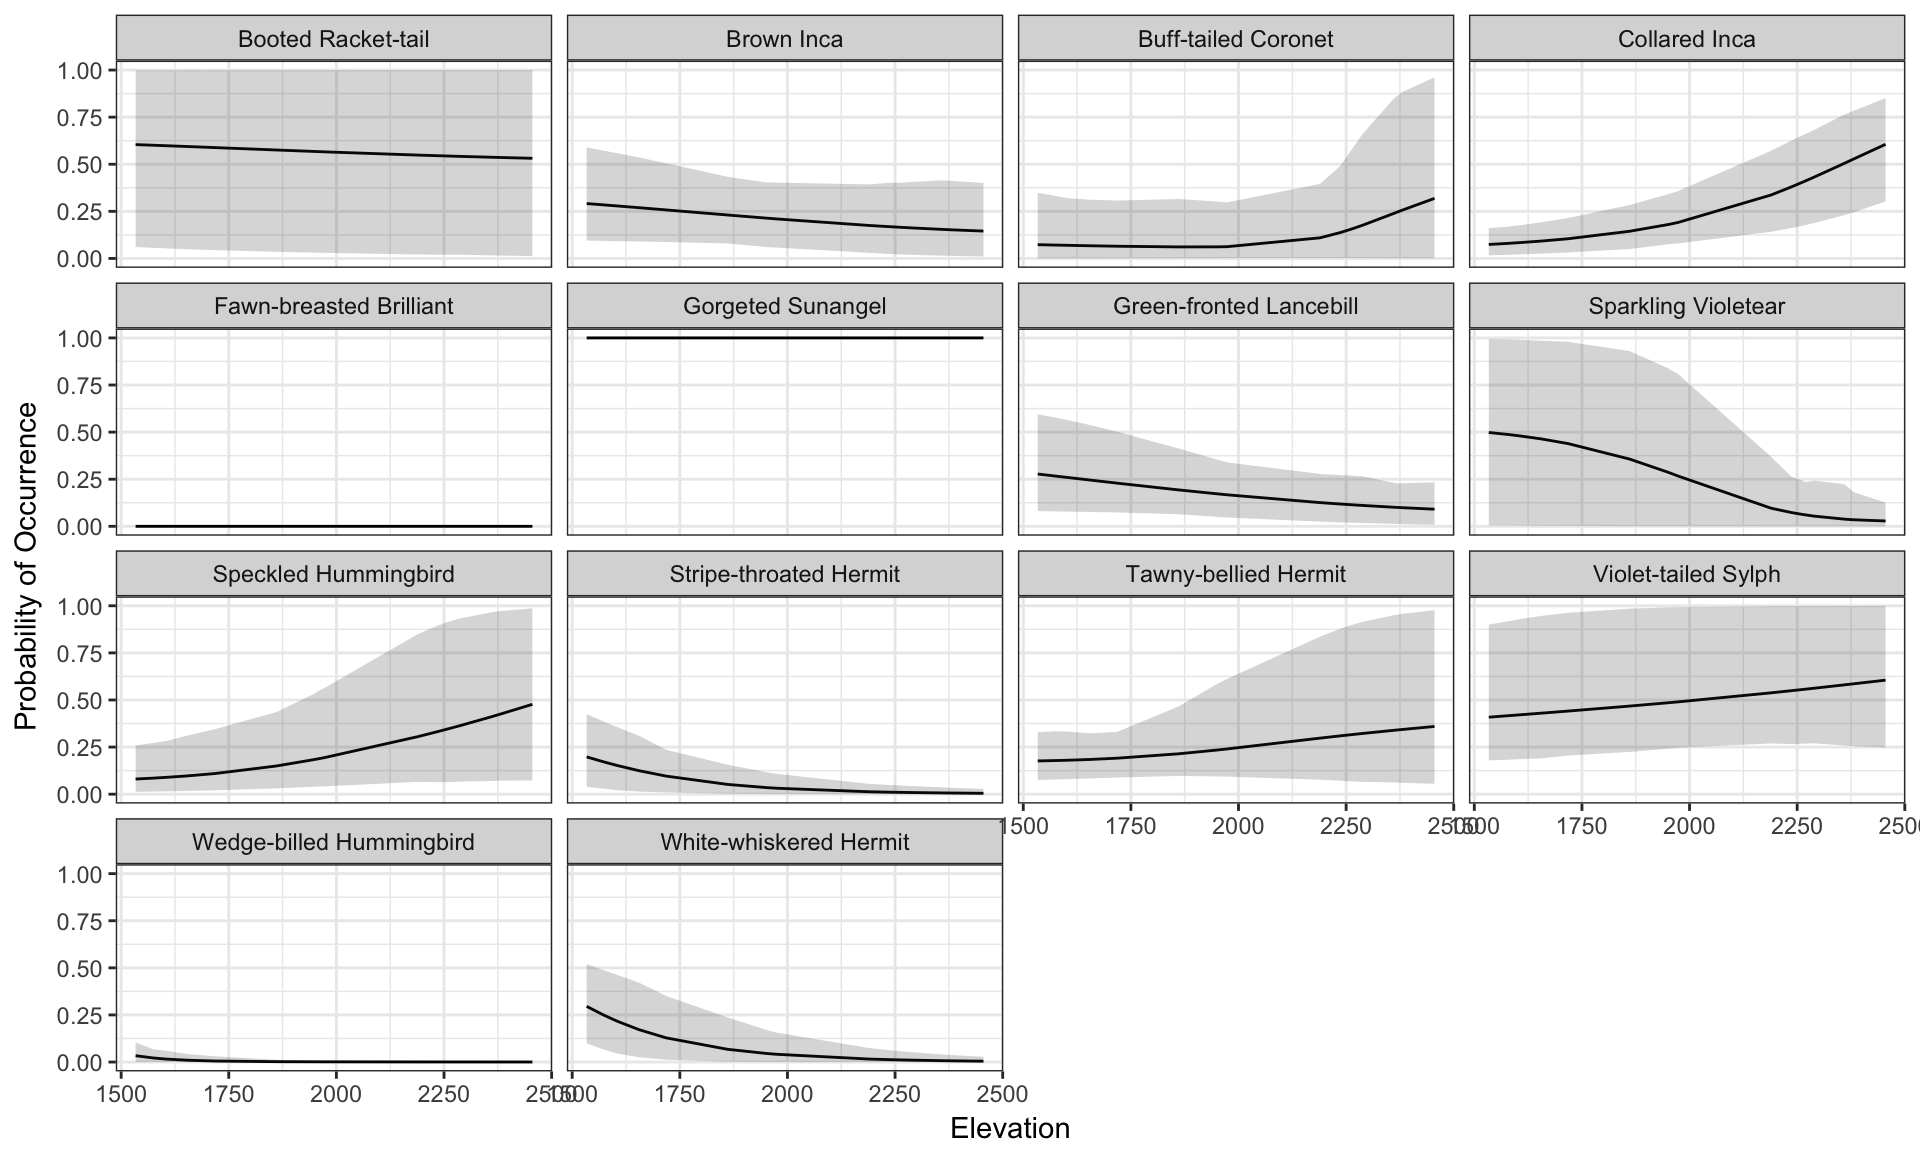 Booted Racket-tail
Brown Inca
Buff-tailed Coronet
Collared Inca
1.00
0.75
0.50
0.25
0.00
Fawn-breasted Brilliant
Gorgeted Sunangel
Green-fronted Lancebill
Sparkling Violetear
1.00
0.75
0.50
0.25
0.00
Speckled Hummingbird
Stripe-throated Hermit
Tawny-bellied Hermit
Violet-tailed Sylph
1.00
0.75
0.50
0.25
0.00
1500 1750 2000 2250 2500
1500 1750 2000 2250 2500
Wedge-billed Hummingbird
White-whiskered Hermit
1.00
0.75
0.50
0.25
0.00
1500 1750 2000 2250 2500
1500 1750 2000 2250 2500
Probability of Occurrence
Elevation